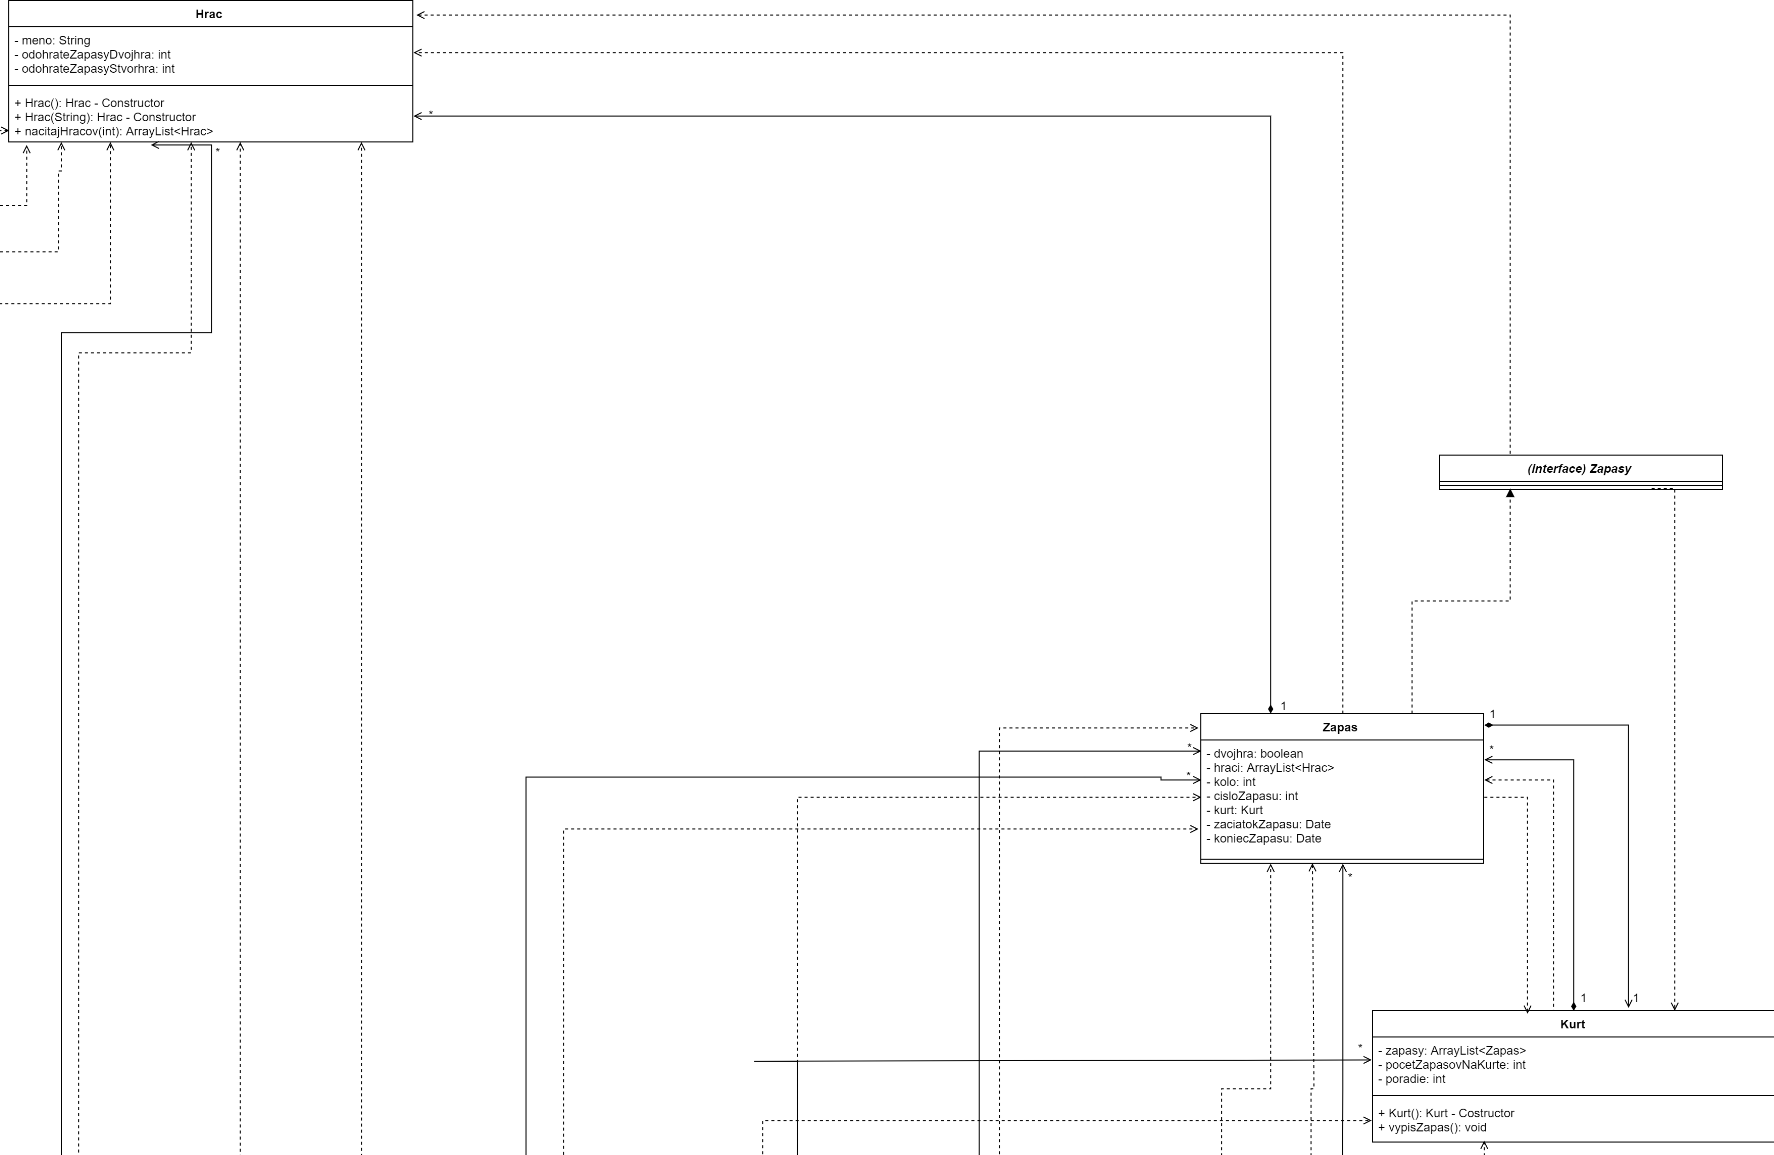 Hrac
- meno: String
- odohrateZapasyDvojhra: int
- odohrateZapasyStvorhra: int
+ Hrac(): Hrac - Constructor
+ Hrac(String): Hrac - Constructor
+ nacitajHracov(int): ArrayList<Hrac>
*
*
(Interface) Zapasy
1
Zapas
1
- dvojhra: boolean
- hraci: ArrayList<Hrac>
- kolo: int
- cisloZapasu: int
- kurt: Kurt
- zaciatokZapasu: Date
- koniecZapasu: Date
*
*
*
*
1
1
Kurt
*
- zapasy: ArrayList<Zapas>
- pocetZapasovNaKurte: int
- poradie: int
+ Kurt(): Kurt - Costructor
+ vypisZapas(): void